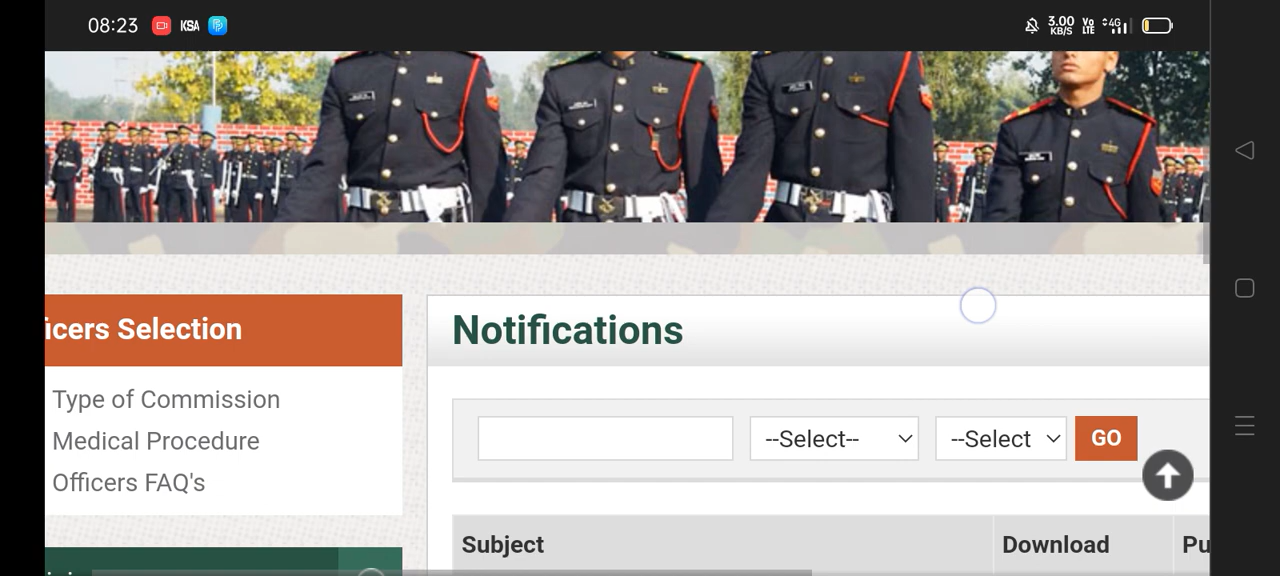 08:23 KSA 3.00 KB/S Vo LTE 4G
ficers Selection
Type of Commission
Medical Procedure
Officers FAQ's
Notifications
--Select-- --Select GO
Subject Download Pu